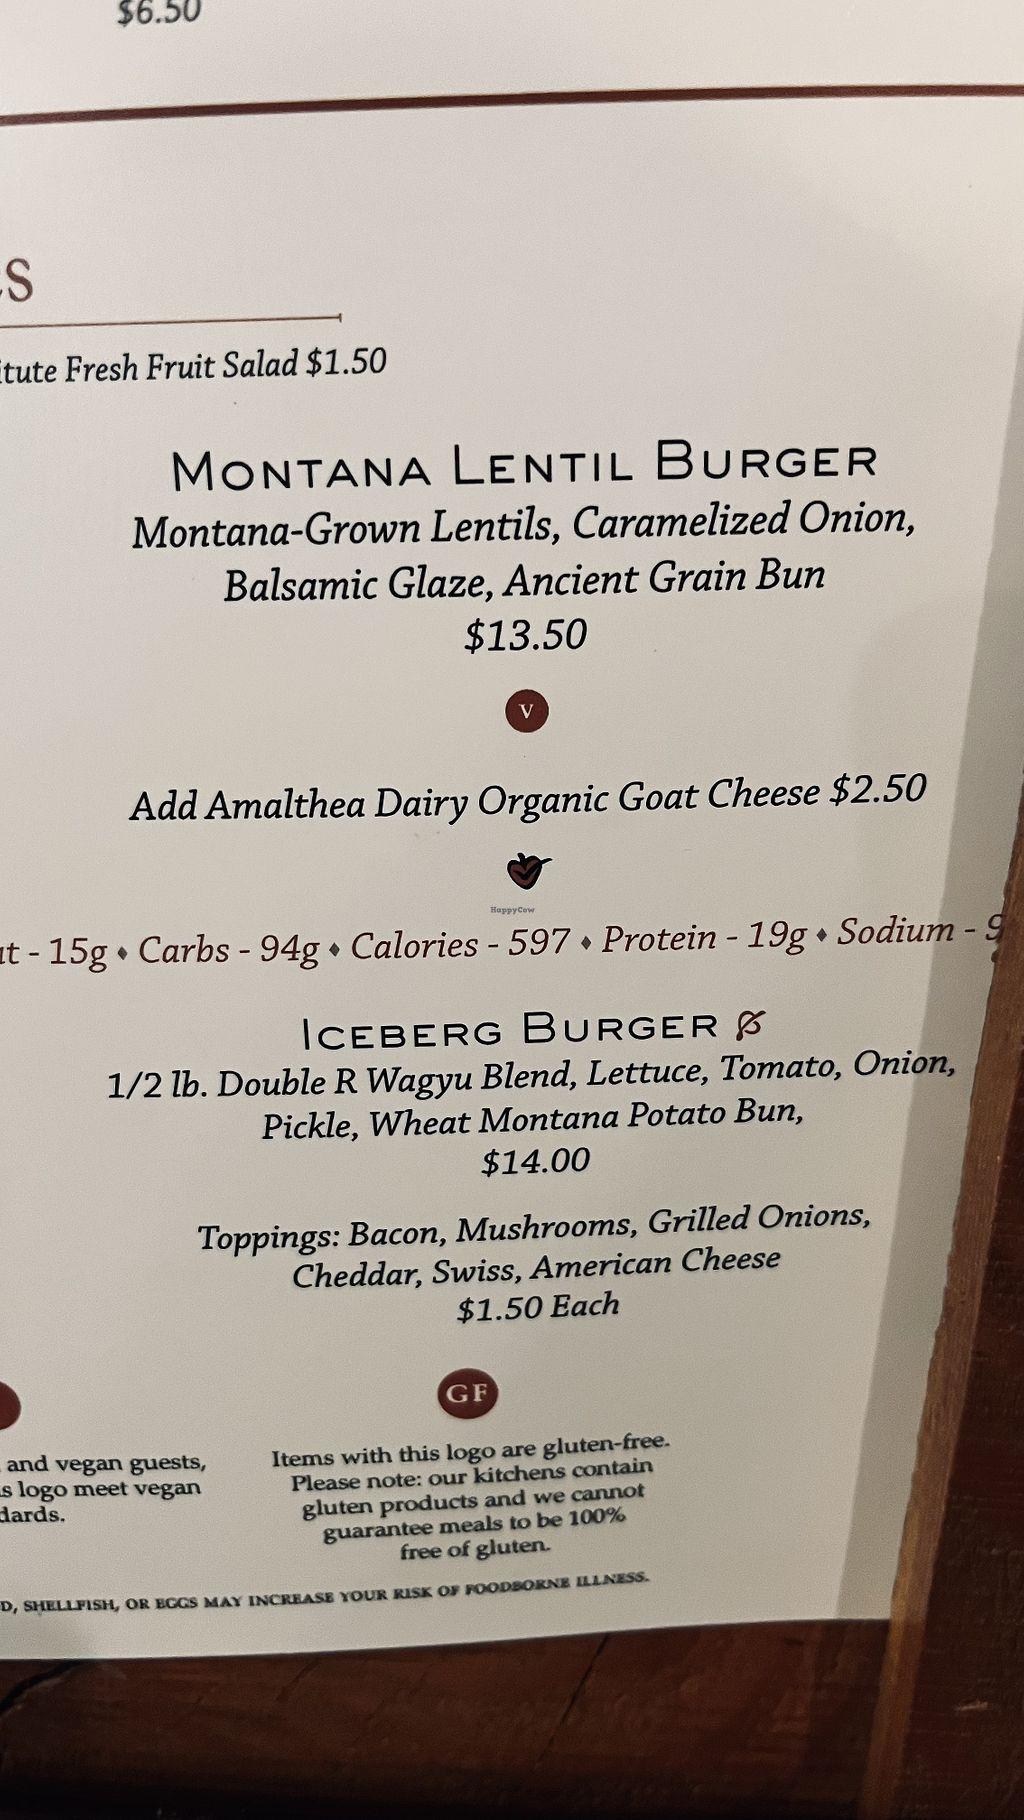 $6.50
s
itute Fresh Fruit Salad $1.50
MONTANA LENTIL BURGER
Montana-Grown Lentils, Caramelized Onion,
Balsamic Glaze, Ancient Grain Bun
$13.50
V
Add Amalthea Dairy Organic Goat Cheese $2.50
HappyCow
at - 15g ♦ Carbs - 94g ♦ Calories - 597 ♦ Protein - 19g ♦ Sodium - 9
ICEBERG BURGER
1/2 lb. Double R Wagyu Blend, Lettuce, Tomato, Onion,
Pickle, Wheat Montana Potato Bun,
$14.00
Toppings: Bacon, Mushrooms, Grilled Onions,
Cheddar, Swiss, American Cheese
$1.50 Each
and vegan guests,
s logo meet vegan
dards.
GF
Items with this logo are gluten-free.
Please note: our kitchens contain
gluten products and we cannot
guarantee meals to be 100%
free of gluten.
D, SHELLFISH, OR EGGS MAY INCREASE YOUR RISK OF FOODBORNE ILLNESS.